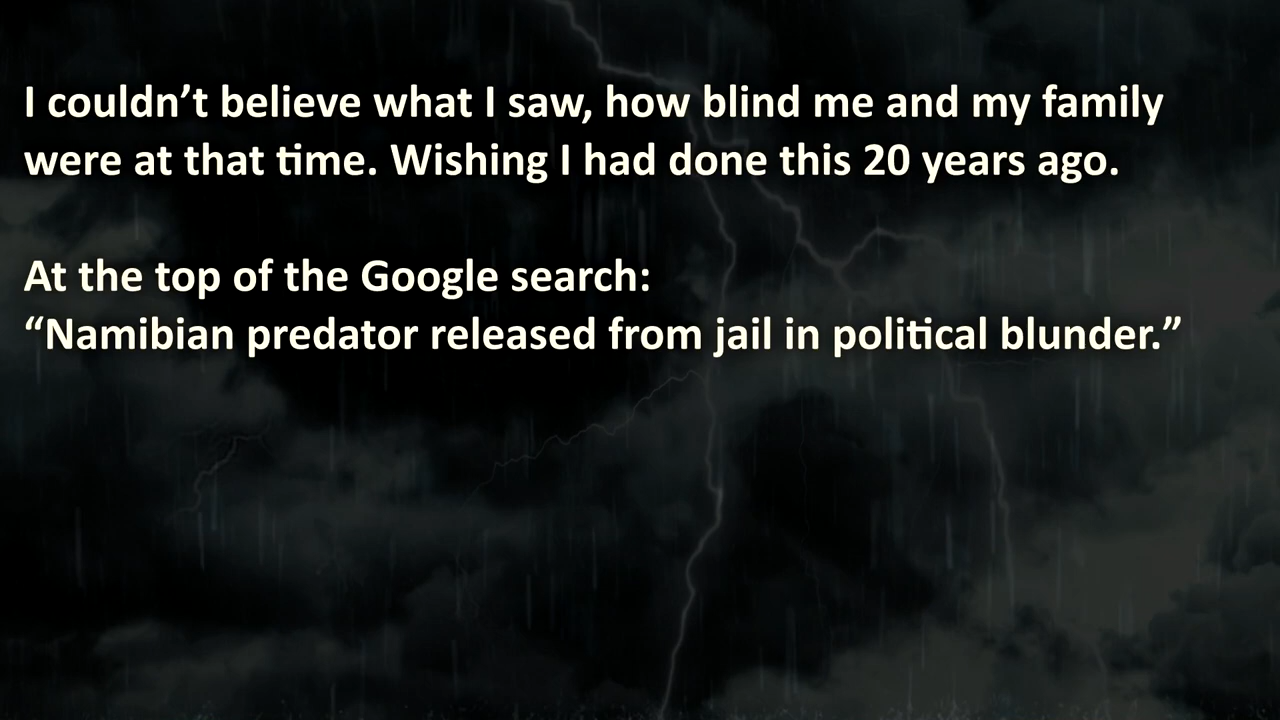 I couldn’t believe what I saw, how blind me and my family
were at that time. Wishing I had done this 20 years ago.
At the top of the Google search:
“Namibian predator released from jail in political blunder.”